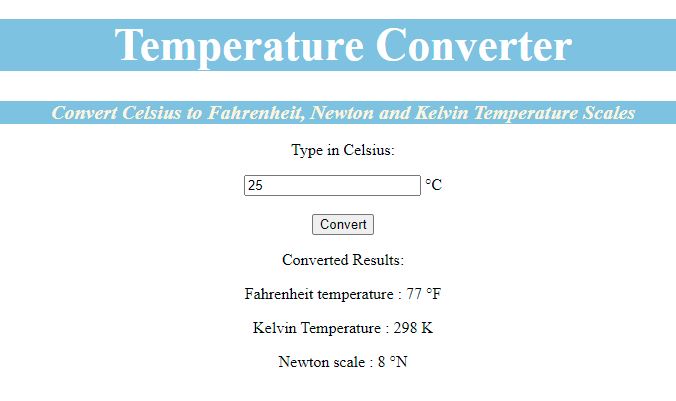 Temperature Converter
Convert Celsius to Fahrenheit, Newton and Kelvin Temperature Scales
Type in Celsius:
25 °C
Convert
Converted Results:
Fahrenheit temperature : 77 °F
Kelvin Temperature : 298 K
Newton scale : 8 °N